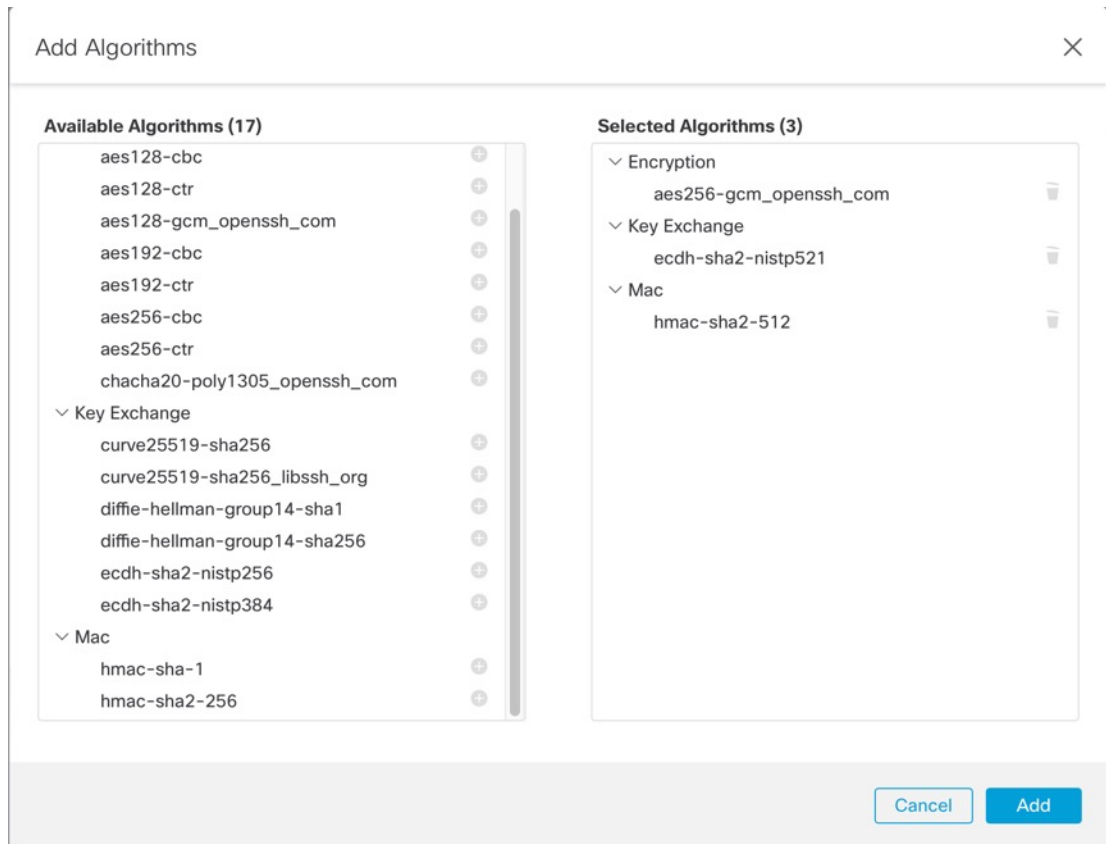 Add Algorithms
Available Algorithms (17)
aes128-cbc
aes128-ctr
aes128-gcm_openssh_com
aes192-cbc
aes192-ctr
aes256-cbc
aes256-ctr
chacha20-poly1305_openssh_com
Key Exchange
curve25519-sha256
curve25519-sha256_libssh_org
diffie-hellman-group14-sha1
diffie-hellman-group14-sha256
ecdh-sha2-nistp256
ecdh-sha2-nistp384
Mac
hmac-sha-1
hmac-sha2-256
Selected Algorithms (3)
Encryption
aes256-gcm_openssh_com
Key Exchange
ecdh-sha2-nistp521
Mac
hmac-sha2-512
Cancel
Add